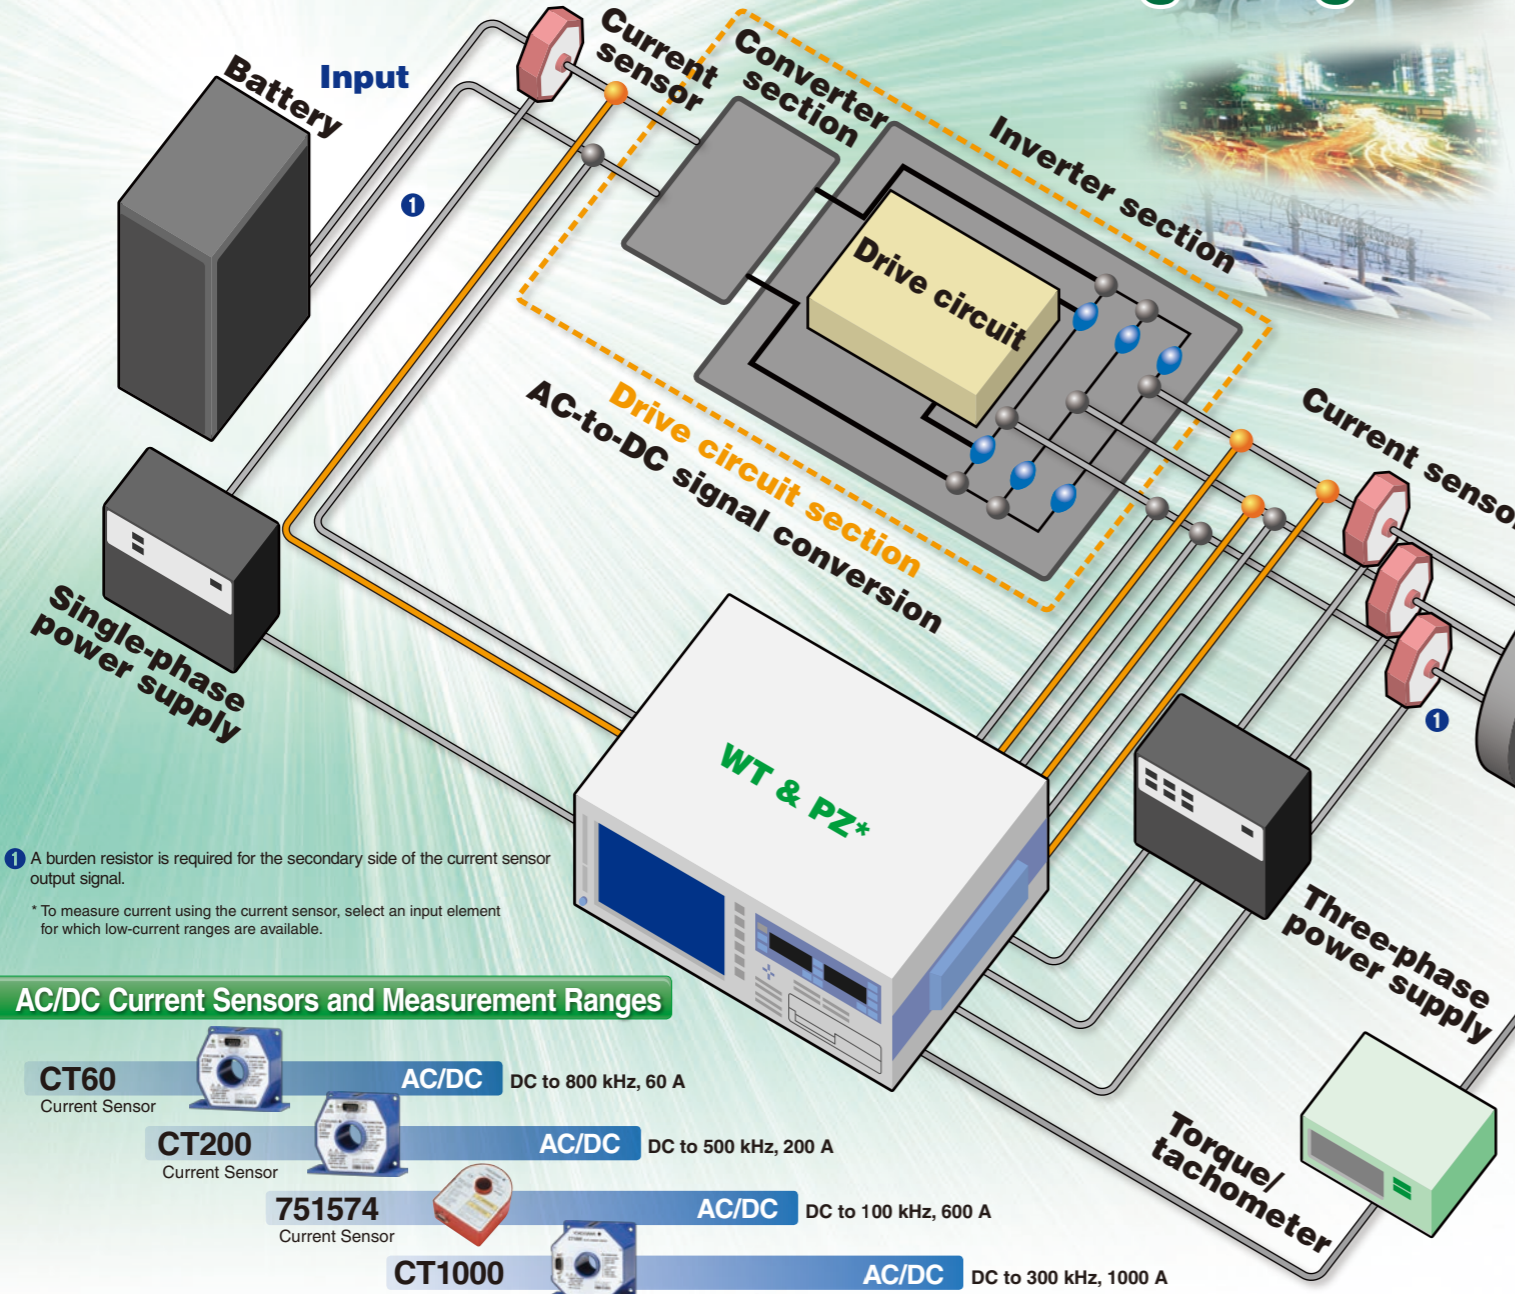 Input
Battery
Current
sensor
Converter
section
Inverter section
Drive circuit
Drive circuit section
AC-to-DC signal conversion
Current sensor
1
Single-phase
power supply
WT & PZ*
1
Three-phase
power supply
Torque/
tachometer
1 A burden resistor is required for the secondary side of the current sensor
output signal.
* To measure current using the current sensor, select an input element
for which low-current ranges are available.
AC/DC Current Sensors and Measurement Ranges
CT60 AC/DC DC to 800 kHz, 60 A
Current Sensor
CT200 AC/DC DC to 500 kHz, 200 A
Current Sensor
751574 AC/DC DC to 100 kHz, 600 A
Current Sensor
CT1000 AC/DC DC to 300 kHz, 1000 A